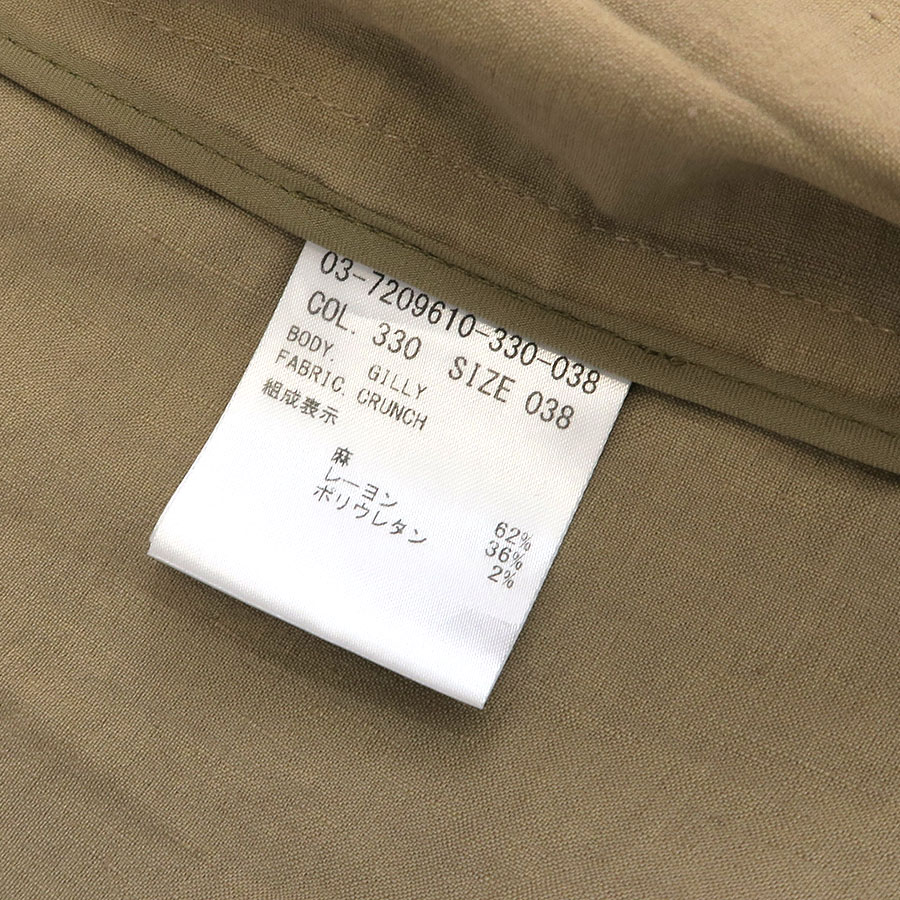 03-7209610-330-038
COL. 330 SIZE 038
BODY. GILLY
FABRIC. CRUNCH
組成表示
麻 62%
レーヨン 36%
ポリウレタン 2%